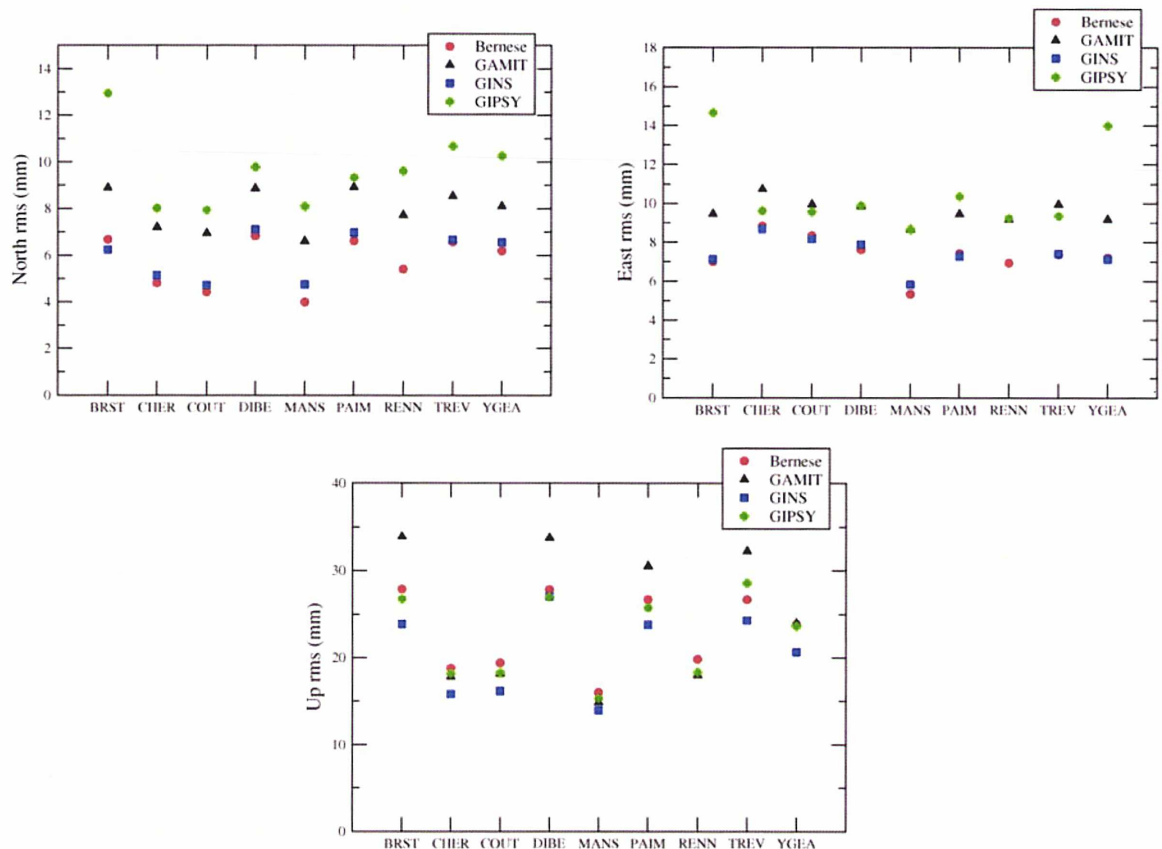 Bernese
GAMIT
GINS
GIPSY
North rms (mm)
14
12
10
8
6
4
2
0
BRST CHER COUT DIBE MANS PAIM RENN TREV YGEA
Bernese
GAMIT
GINS
GIPSY
East rms (mm)
18
16
14
12
10
8
6
4
2
0
BRST CHER COUT DIBE MANS PAIM RENN TREV YGEA
Bernese
GAMIT
GINS
GIPSY
Up rms (mm)
40
30
20
10
0
BRST CHER COUT DIBE MANS PAIM RENN TREV YGEA